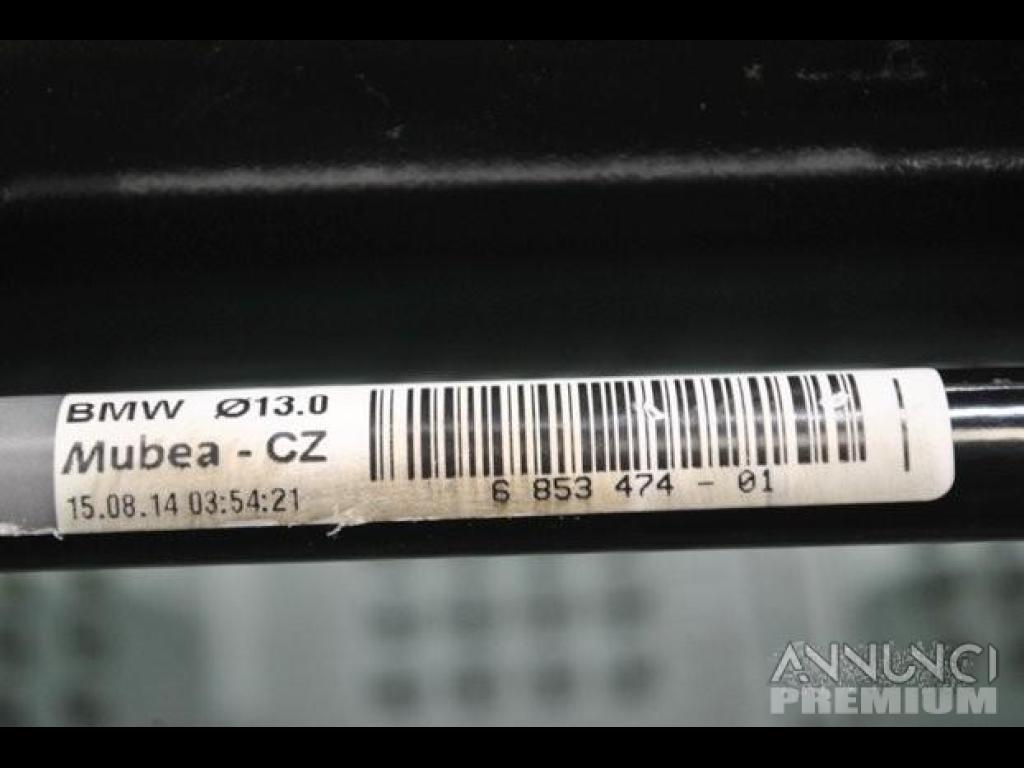 BMW Ø13.0
Mubea - CZ
15.08.14 03:54:21
6 853 474 - 01
ANNUNCI
PREMIUM